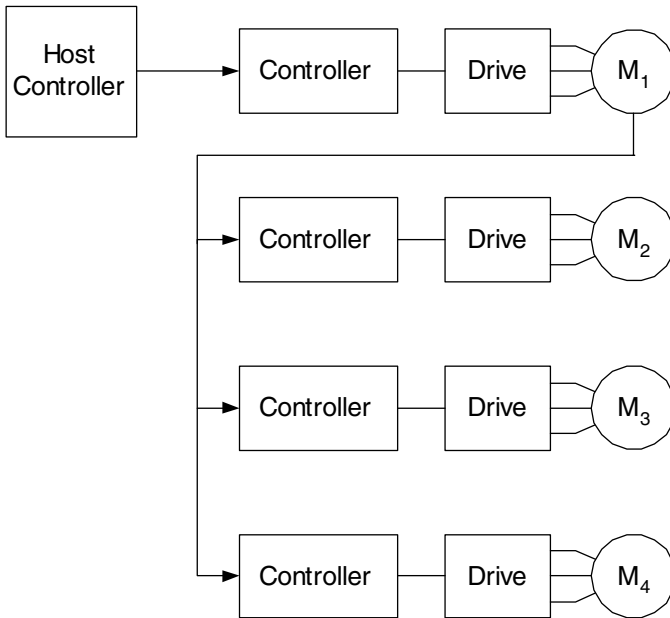 Host
Controller
Controller
Drive
M1
Controller
Drive
M2
Controller
Drive
M3
Controller
Drive
M4